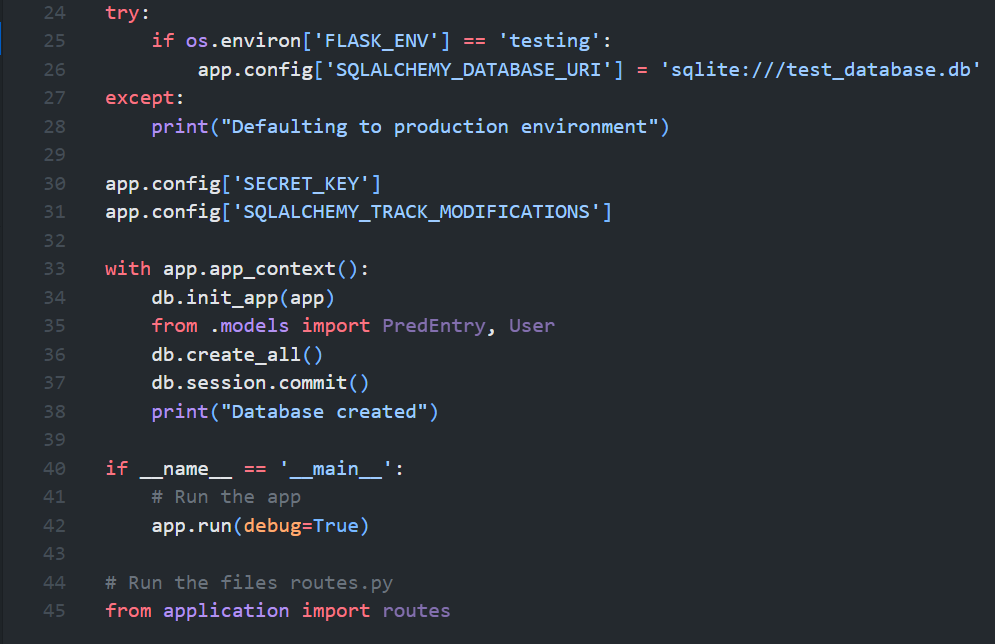 24 try:
25     if os.environ['FLASK_ENV'] == 'testing':
26         app.config['SQLALCHEMY_DATABASE_URI'] = 'sqlite:///test_database.db'
27 except:
28     print("Defaulting to production environment")
29
30 app.config['SECRET_KEY']
31 app.config['SQLALCHEMY_TRACK_MODIFICATIONS']
32
33 with app.app_context():
34     db.init_app(app)
35     from .models import PredEntry, User
36     db.create_all()
37     db.session.commit()
38     print("Database created")
39
40 if __name__ == '__main__':
41     # Run the app
42     app.run(debug=True)
43
44 # Run the files routes.py
45 from application import routes